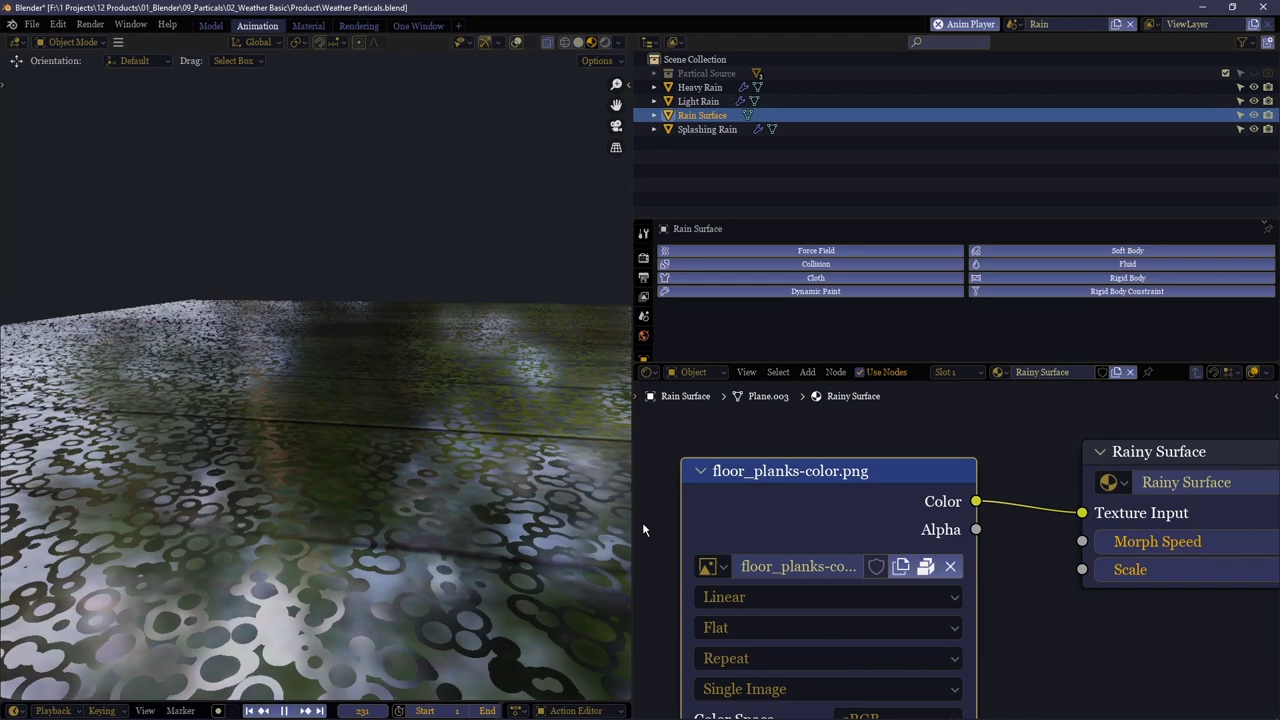 Blender* [F:\1 Projects\12 Products\01_Blender\09_Particals\02_Weather Basic\Product\Weather Particals.blend]
File Edit Render Window Help Model Animation Material Rendering One Window + Anim Player Rain ViewLayer
Object Mode Global
Orientation: Default Drag: Select Box Options
Scene Collection
Partical Source
Heavy Rain
Light Rain
Rain Surface
Splashing Rain
Rain Surface
Force Field Soft Body
Collision Fluid
Cloth Rigid Body
Dynamic Paint Rigid Body Constraint
Object View Select Add Node Use Nodes Slot 1 Rainy Surface
Rain Surface > Plane.003 > Rainy Surface
floor_planks-color.png
Color
Alpha
floor_planks-co...
Linear
Flat
Repeat
Single Image
Color Space sRGB
Rainy Surface
Rainy Surface
Texture Input
Morph Speed
Scale
Playback Keying View Marker 231 Start 1 End Action Editor